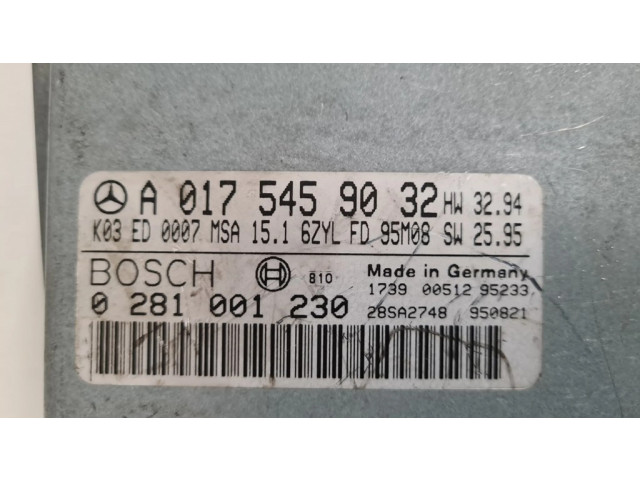 A 017 545 90 32 HW 32.94
K03 ED 0007 MSA 15.1 6ZYL FD 95M08 SW 25.95
BOSCH 810 Made in Germany
0 281 001 230 1739 00512 95233
28SA2748 950821